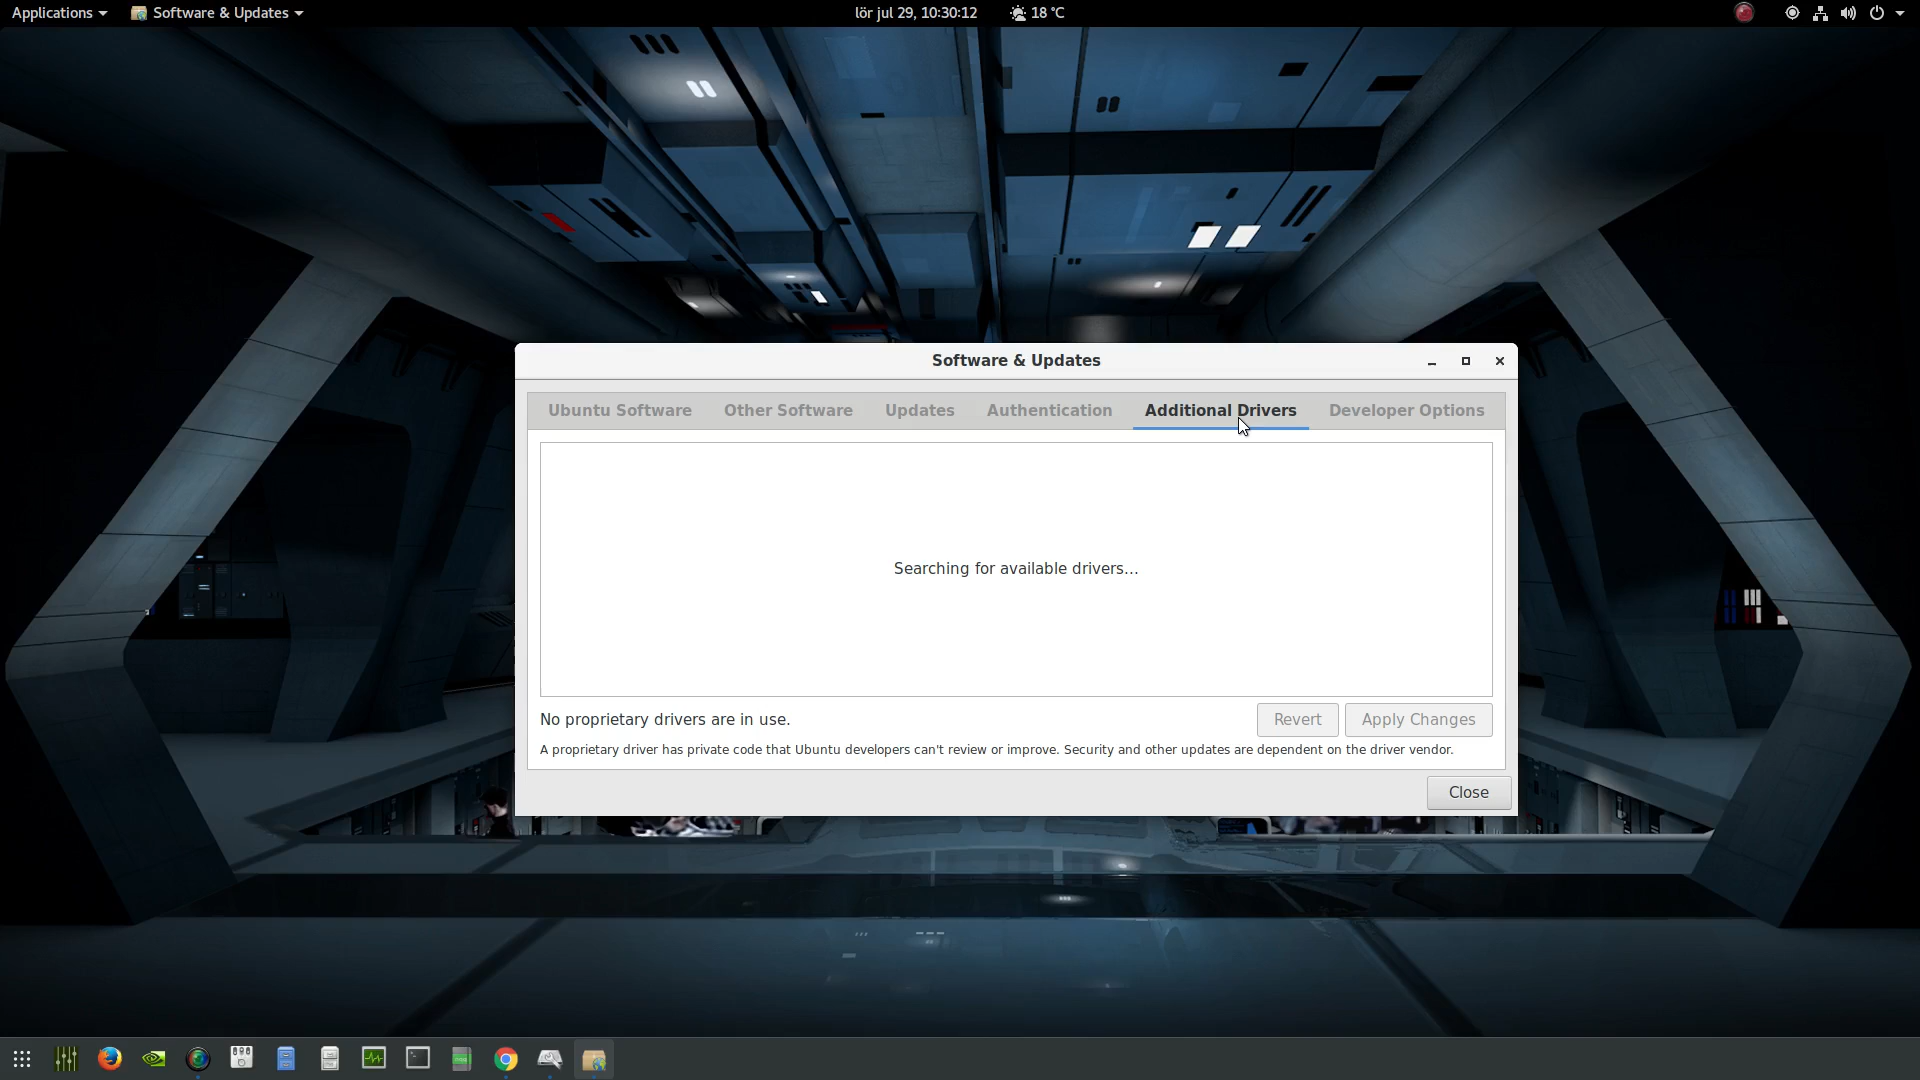 Applications
Software & Updates
lör jul 29, 10:30:12
18 °C
Software & Updates
Ubuntu Software
Other Software
Updates
Authentication
Additional Drivers
Developer Options
Searching for available drivers...
No proprietary drivers are in use.
Revert
Apply Changes
A proprietary driver has private code that Ubuntu developers can't review or improve. Security and other updates are dependent on the driver vendor.
Close